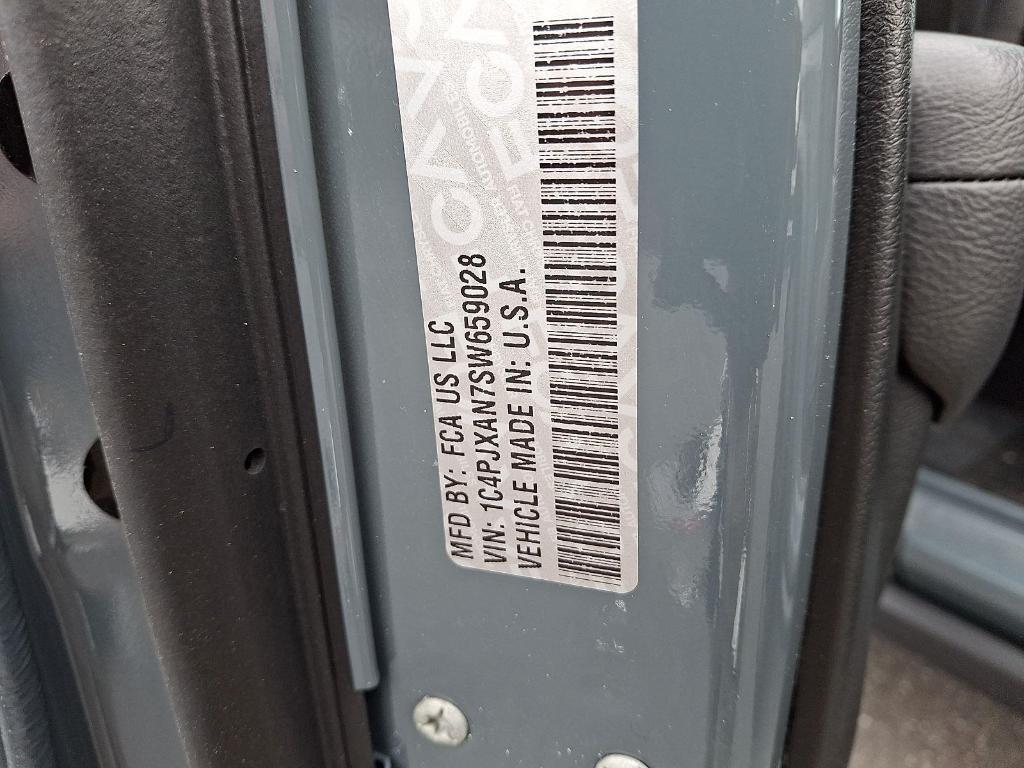 MFD BY: FCA US LLC
VIN: 1C4PJXAN7SW659028
VEHICLE MADE IN: U.S.A.